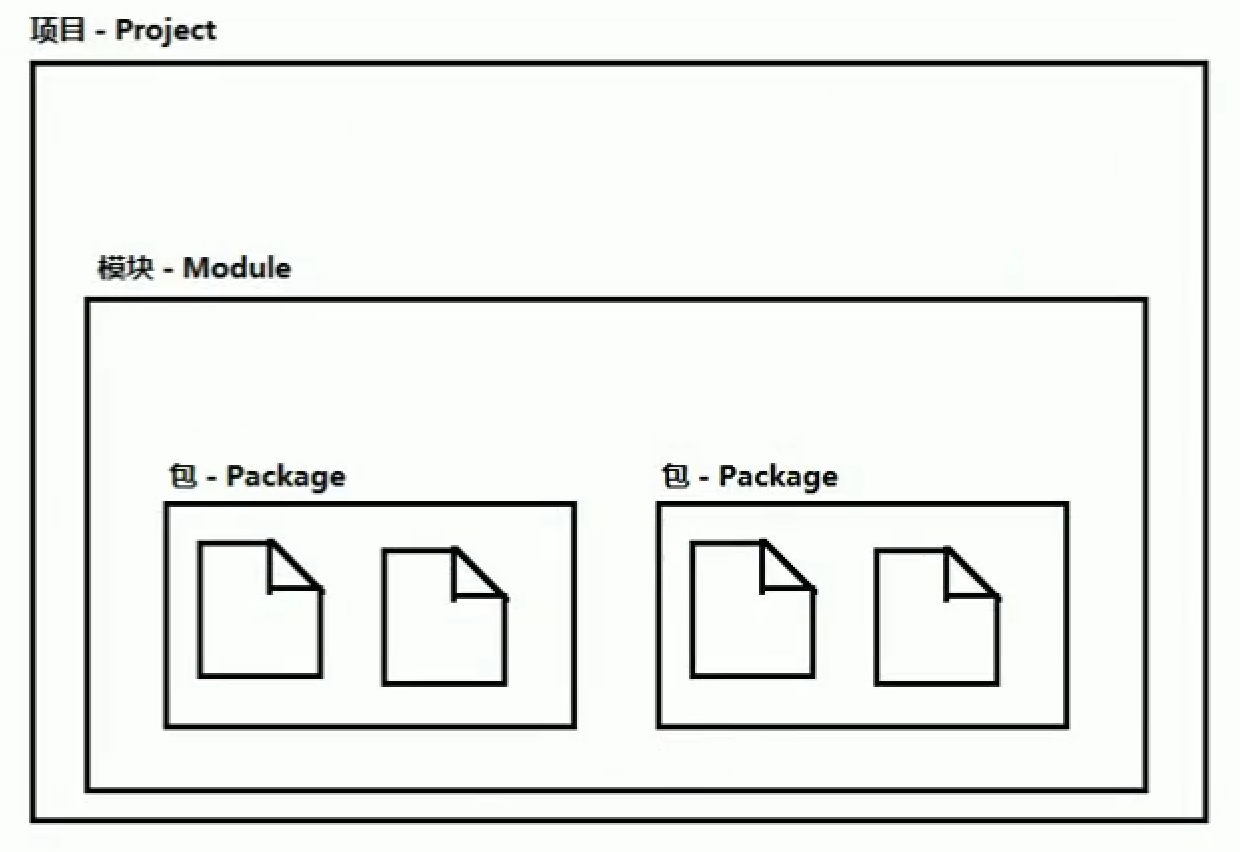 项目 - Project
模块 - Module
包 - Package
包 - Package